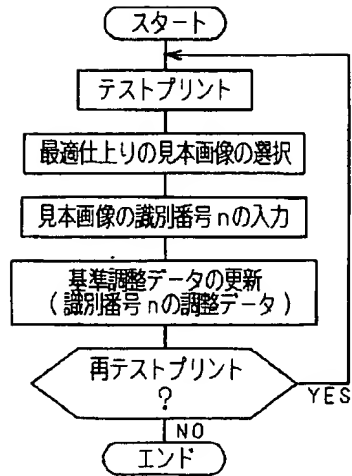 スタート
テストプリント
最適仕上りの見本画像の選択
見本画像の識別番号nの入力
基準調整データの更新
(識別番号nの調整データ)
再テストプリント
?
YES
NO
エンド